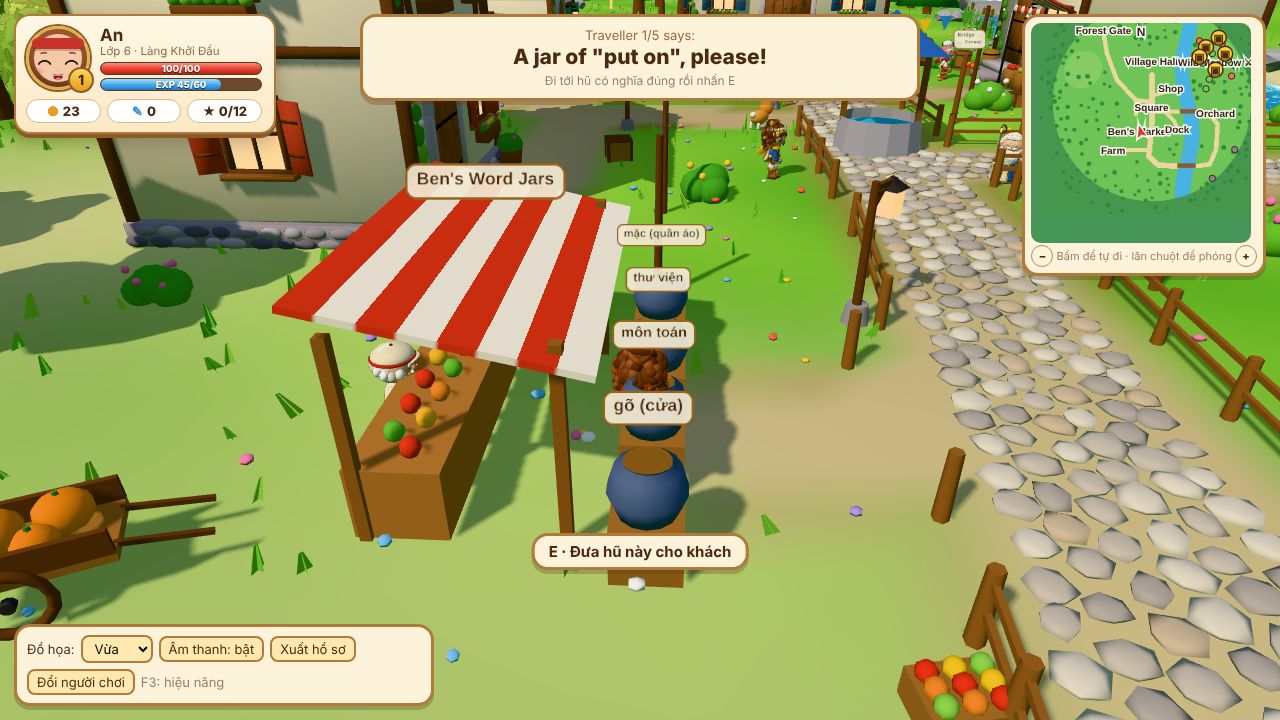 An
Lớp 6 · Làng Khởi Đầu
100/100
EXP 45/60
1
23
0
0/12
Traveller 1/5 says:
A jar of "put on", please!
Đi tới hũ có nghĩa đúng rồi nhấn E
Forest Gate
N
Village Hall
Shop
Square
Orchard
Dock
Farm
Bấm để tự đi · lăn chuột để phóng
Bridge
Ben's Word Jars
mặc (quần áo)
thư viện
môn toán
gõ (cửa)
E · Đưa hũ này cho khách
Đồ họa:
Vừa
Âm thanh: bật
Xuất hồ sơ
Đổi người chơi
F3: hiệu năng